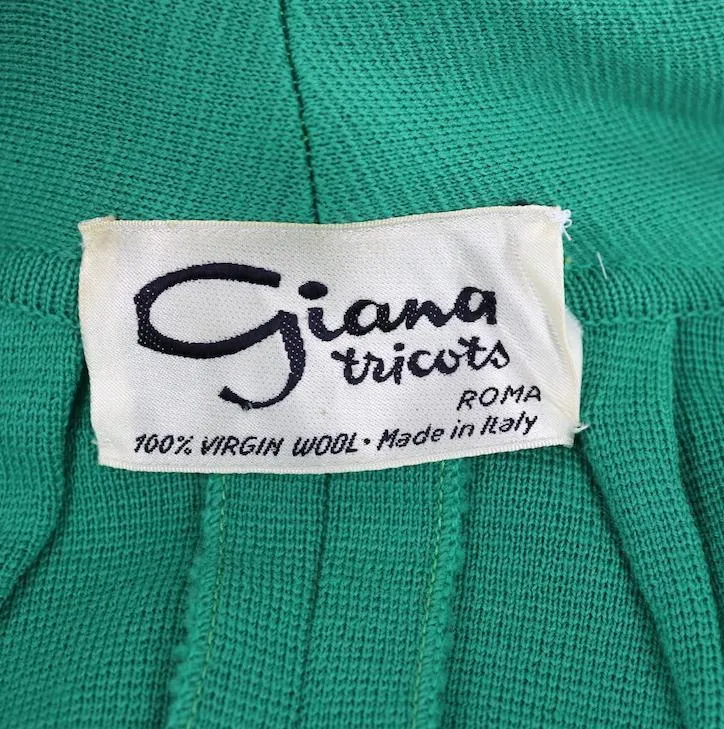 Giana
tricots
ROMA
100% VIRGIN WOOL • Made in Italy